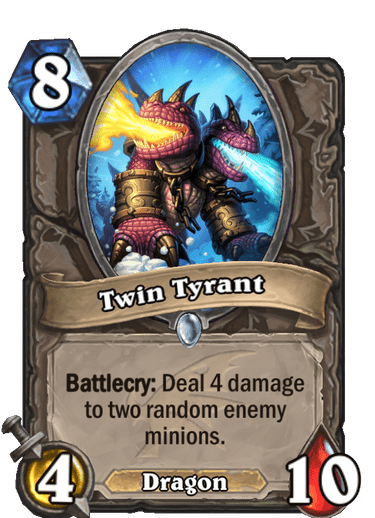 8
Twin Tyrant
Battlecry: Deal 4 damage
to two random enemy
minions.
4
Dragon
10